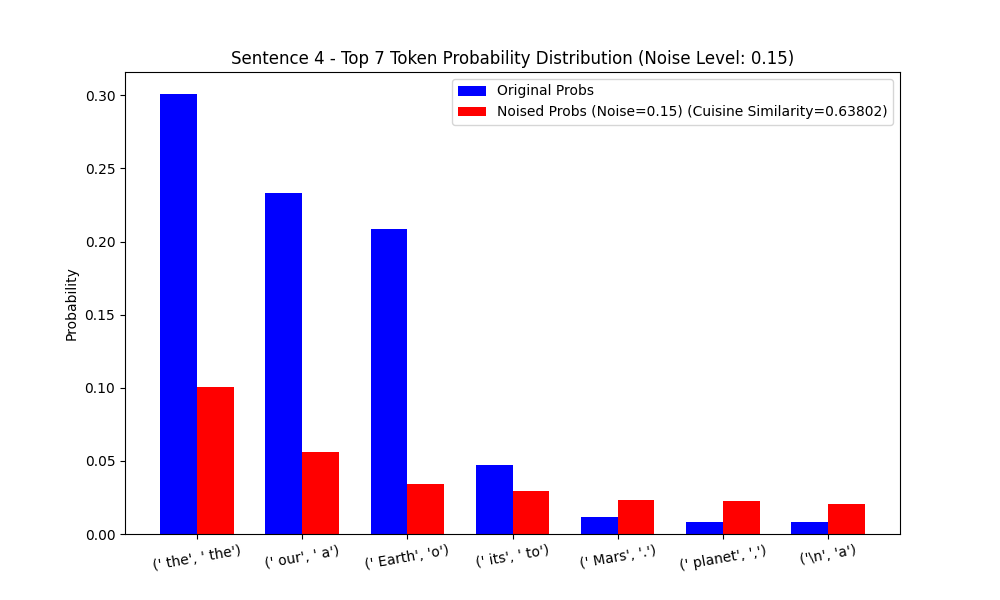 Sentence 4 - Top 7 Token Probability Distribution (Noise Level: 0.15)
Original Probs
Noised Probs (Noise=0.15) (Cuisine Similarity=0.63802)
Probability
0.30
0.25
0.20
0.15
0.10
0.05
0.00
(' the', ' the')
(' our', ' a')
(' Earth', 'o')
(' its', ' to')
(' Mars', '.')
(' planet', ',')
('\n', 'a')